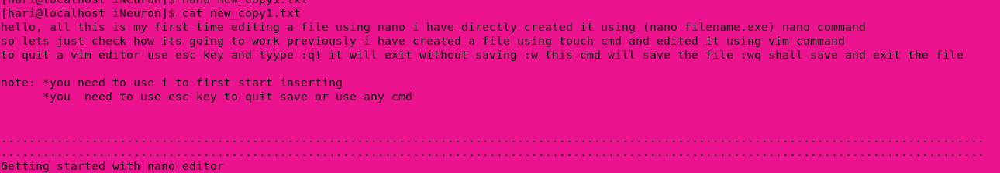 [hari@localhost iNeuron]$ nano new_copy1.txt
[hari@localhost iNeuron]$ cat new_copy1.txt
hello, all this is my first time editing a file using nano i have directly created it using (nano filename.exe) nano command
so lets just check how its going to work previously i have created a file using touch cmd and edited it using vim command
to quit a vim editor use esc key and tyype :q! it will exit without saving :w this cmd will save the file :wq shall save and exit the file
note: *you need to use i to first start inserting
*you  need to use esc key to quit save or use any cmd
.............................................................................................................................................
.............................................................................................................................................
Getting started with nano editor